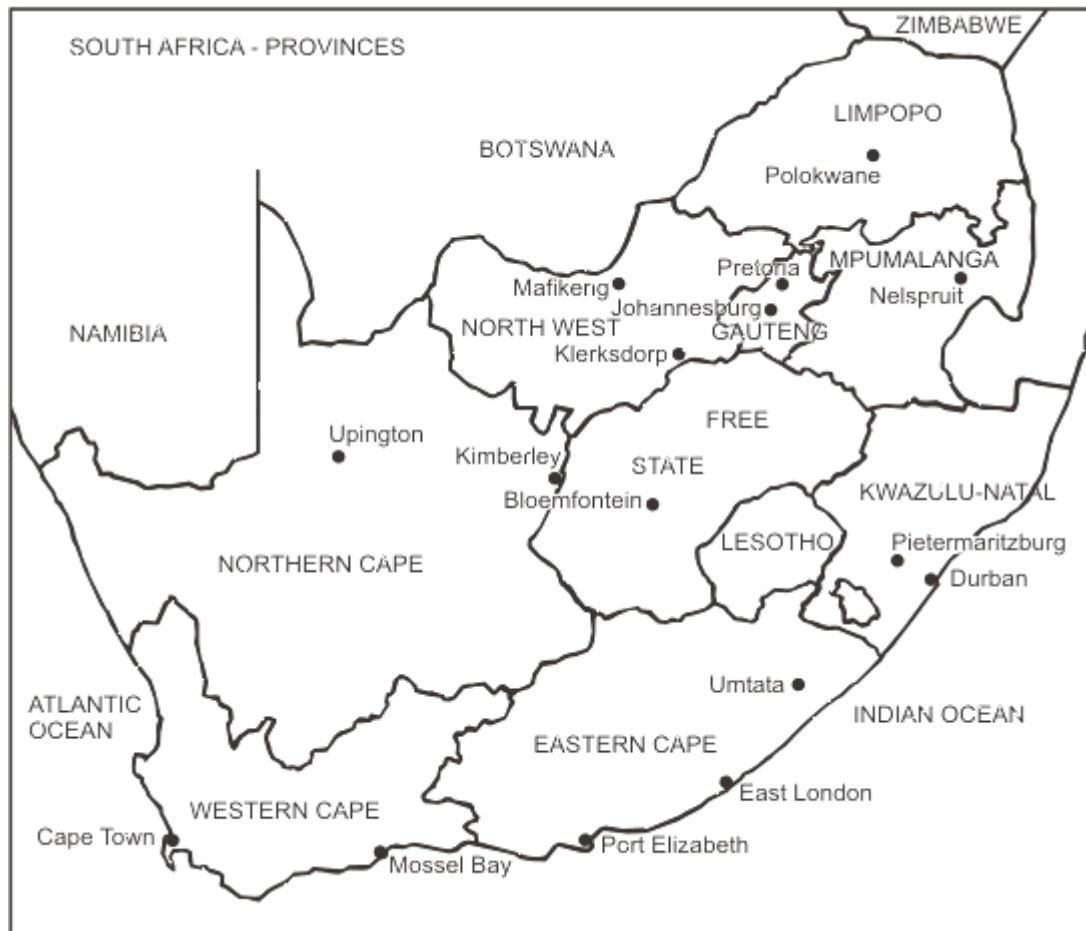 ZIMBABWE
SOUTH AFRICA - PROVINCES
LIMPOPO
BOTSWANA
Polokwane
MPUMALANGA
Pretoria
Mafikeng
Nelspruit
Johannesburg
NAMIBIA
NORTH WEST
GAUTENG
Klerksdorp
FREE
STATE
Upington
Kimberley
Bloemfontein
KWAZULU-NATAL
LESOTHO
Pietermaritzburg
NORTHERN CAPE
Durban
Umtata
ATLANTIC
OCEAN
INDIAN OCEAN
EASTERN CAPE
East London
WESTERN CAPE
Cape Town
Port Elizabeth
Mossel Bay